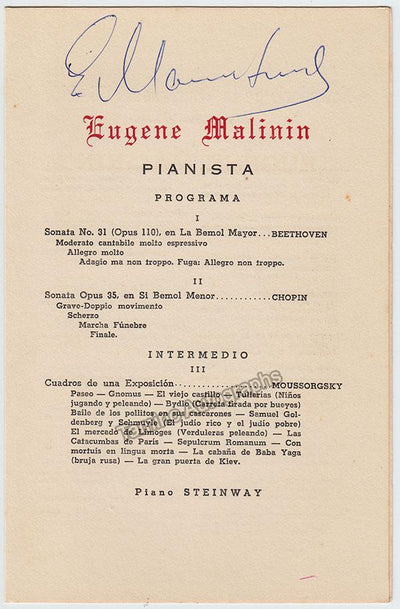 E. Malinin
Eugene Malinin
PIANISTA
PROGRAMA
I
Sonata No. 31 (Opus 110), en La Bemol Mayor...BEETHOVEN
Moderato cantabile molto espressivo
Allegro molto
Adagio ma non troppo. Fuga: Allegro non troppo.
II
Sonata Opus 35, en Si Bemol Menor............CHOPIN
Grave-Doppio movimento
Scherzo
Marcha Fúnebre
Finale.
INTERMEDIO
III
Cuadros de una Exposición....................MOUSSORGSKY
Paseo — Gnomus — El viejo castillo — Tullerías (Niños
jugando y peleando) — Bydlo (Carreta tirada por bueyes)
Baile de los pollitos en los cascarones — Samuel Gol-
denberg y Schmuyle (El judío rico y el judío pobre)
El mercado de Limoges (Verduleras peleando) — Las
Catacumbas de París — Sepulcrum Romanum — Con
mortuis en lingua morta — La cabaña de Baba Yaga
(bruja rusa) — La gran puerta de Kiev.
Piano STEINWAY
Tamino Autographs